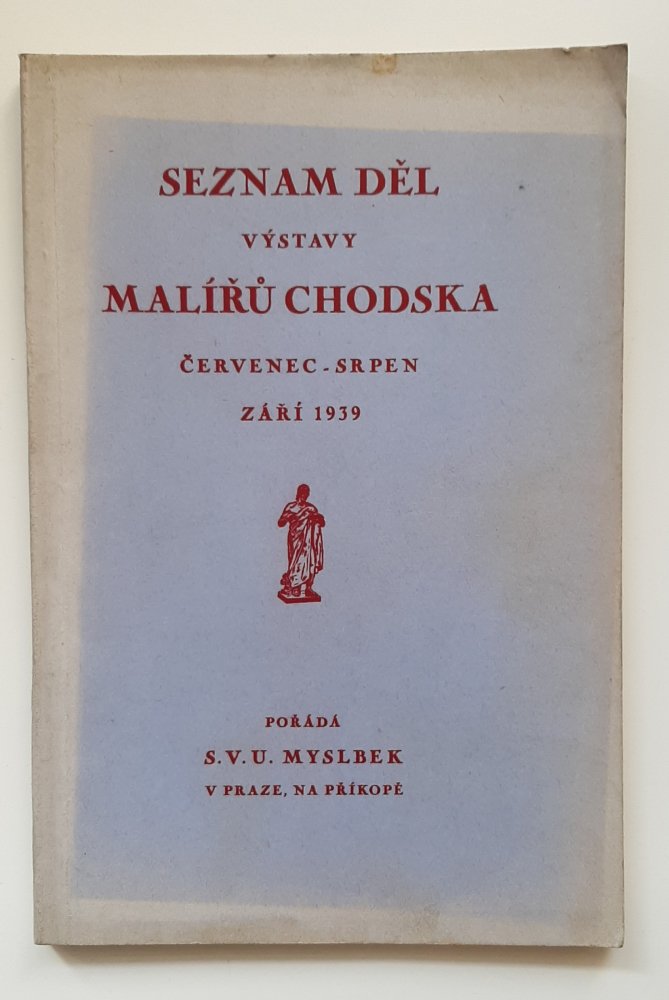 SEZNAM DĚL
VÝSTAVY
MALÍŘŮ CHODSKA
ČERVENEC - SRPEN
ZÁŘÍ 1939
POŘÁDÁ
S. V. U. MYSLBEK
V PRAZE, NA PŘÍKOPĚ